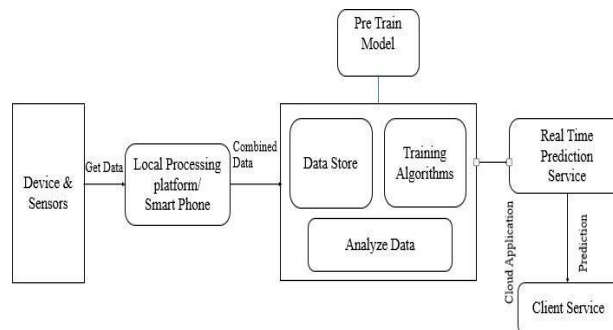 Pre Train
Model
Device &
Sensors
Get Data
Local Processing
platform/
Smart Phone
Combined
Data
Data Store
Training
Algorithms
Analyze Data
Real Time
Prediction
Service
Cloud Application
Prediction
Client Service